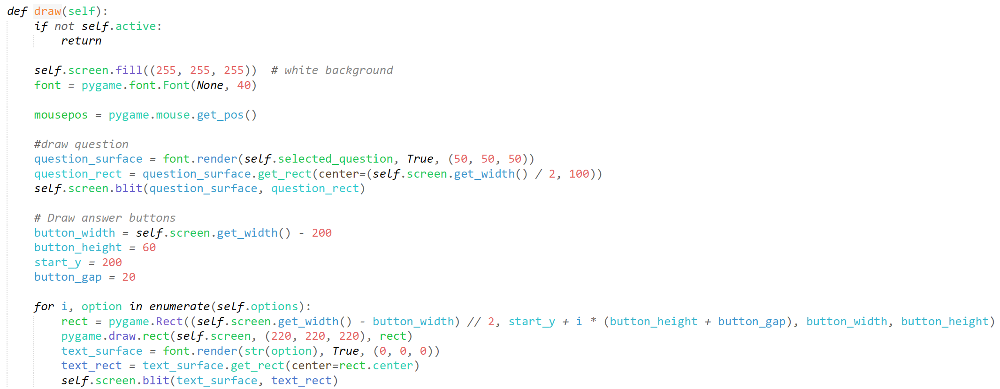 def draw(self):
    if not self.active:
        return

    self.screen.fill((255, 255, 255))  # white background
    font = pygame.font.Font(None, 40)

    mousepos = pygame.mouse.get_pos()

    #draw question
    question_surface = font.render(self.selected_question, True, (50, 50, 50))
    question_rect = question_surface.get_rect(center=(self.screen.get_width() / 2, 100))
    self.screen.blit(question_surface, question_rect)

    # Draw answer buttons
    button_width = self.screen.get_width() - 200
    button_height = 60
    start_y = 200
    button_gap = 20

    for i, option in enumerate(self.options):
        rect = pygame.Rect((self.screen.get_width() - button_width) // 2, start_y + i * (button_height + button_gap), button_width, button_height)
        pygame.draw.rect(self.screen, (220, 220, 220), rect)
        text_surface = font.render(str(option), True, (0, 0, 0))
        text_rect = text_surface.get_rect(center=rect.center)
        self.screen.blit(text_surface, text_rect)